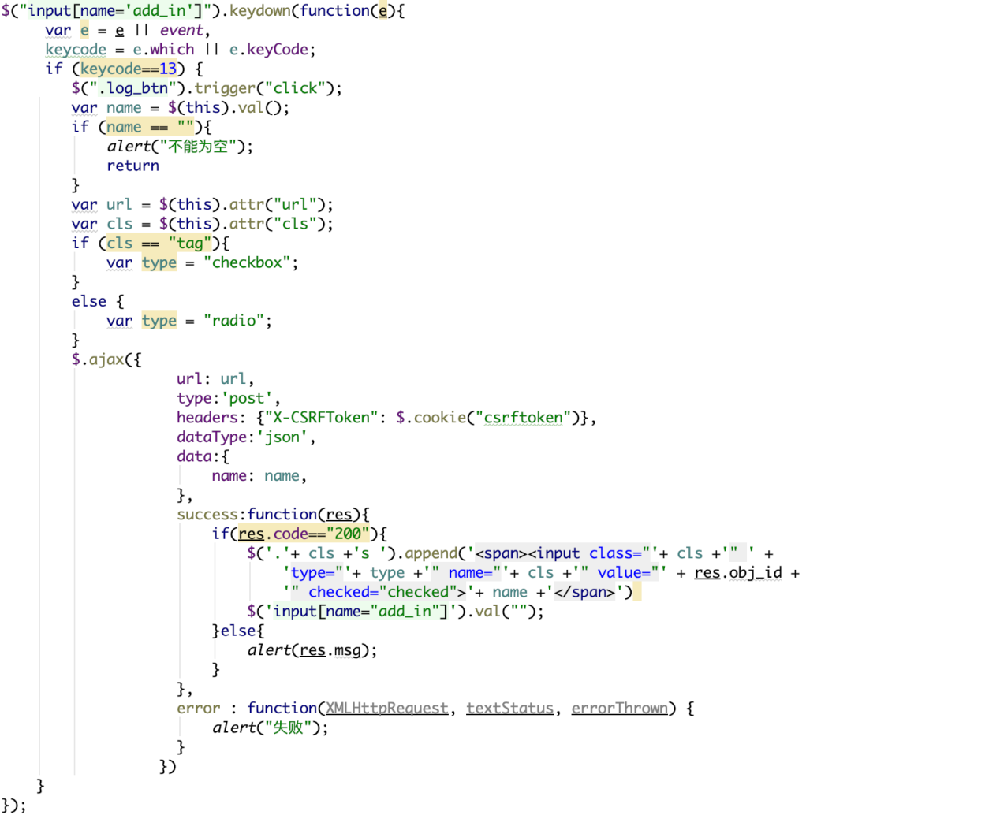 $("input[name='add_in']").keydown(function(e){
     var e = e || event,
     keycode = e.which || e.keyCode;
     if (keycode==13) {
        $(".log_btn").trigger("click");
        var name = $(this).val();
        if (name == ""){
            alert("不能为空");
            return
        }
        var url = $(this).attr("url");
        var cls = $(this).attr("cls");
        if (cls == "tag"){
            var type = "checkbox";
        }
        else {
            var type = "radio";
        }
        $.ajax({
                    url: url,
                    type:'post',
                    headers: {"X-CSRFToken": $.cookie("csrftoken")},
                    dataType:'json',
                    data:{
                        name: name,
                    },
                    success:function(res){
                        if(res.code=="200"){
                            $('.'+ cls +'s ').append('<span><input class="'+ cls +'" ' +
                                'type="'+ type +'" name="'+ cls +'" value="' + res.obj_id +
                                '" checked="checked">'+ name +'</span>')
                            $('input[name="add_in"]').val("");
                        }else{
                            alert(res.msg);
                        }
                    },
                    error : function(XMLHttpRequest, textStatus, errorThrown) {
                        alert("失败");
                    }
                  })
    }
});